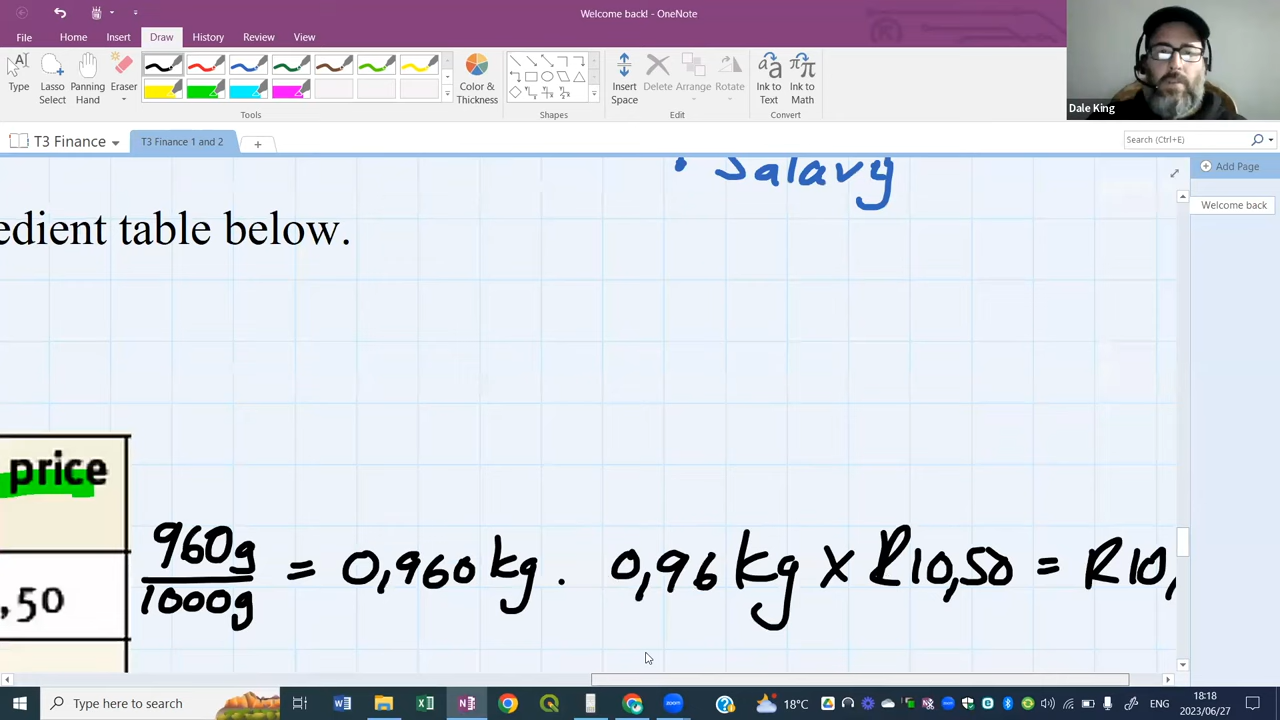 Welcome back! - OneNote
File Home Insert Draw History Review View
Type
Lasso Select
Panning Hand
Eraser
Color & Thickness
Insert Space
Delete Arrange Rotate
Ink to Text
Ink to Math
Tools Shapes Edit Convert
Dale King
T3 Finance
T3 Finance 1 and 2
Search (Ctrl+E)
Add Page
Welcome back
• Salary
edient table below.
price
960g
1000g
= 0,960 kg . 0,96 kg × R10,50 = R10,
,50
Type here to search
18°C
ENG
18:18
2023/06/27